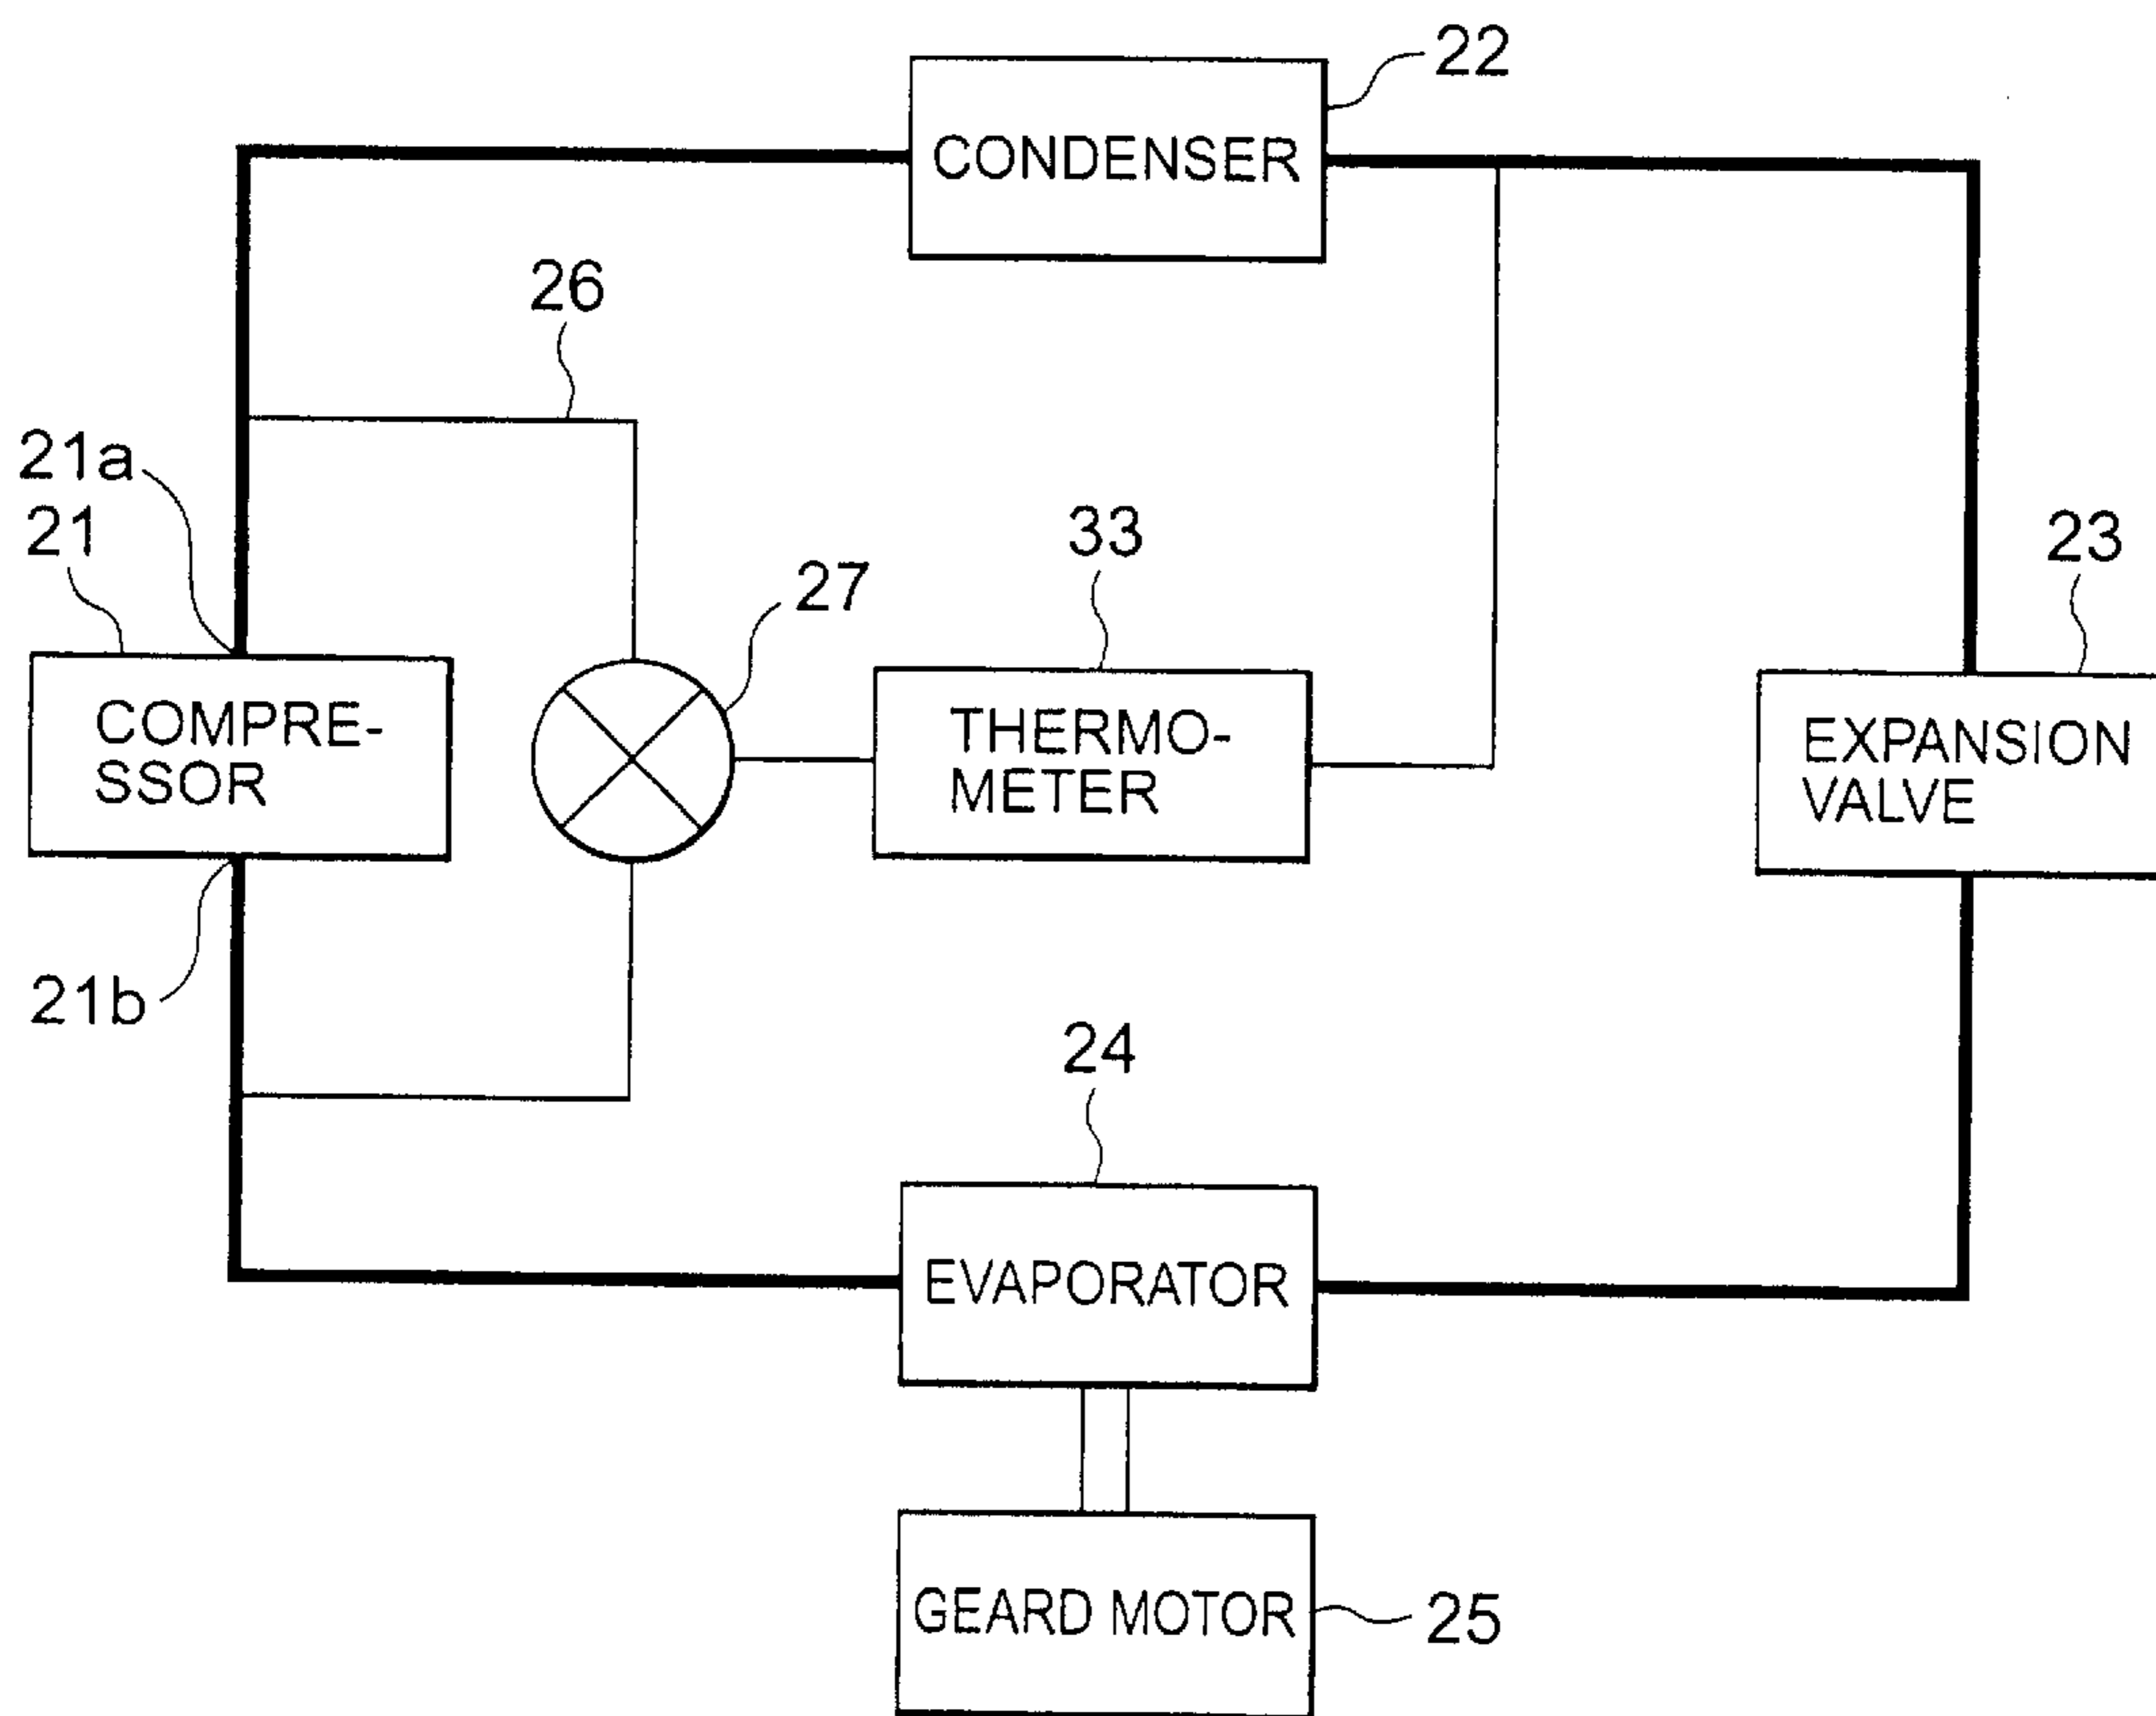 22
CONDENSER
26
21a
21
33
23
27
COMPRE-
SSOR
THERMO-
METER
EXPANSION
VALVE
21b
24
EVAPORATOR
GEARD MOTOR
25